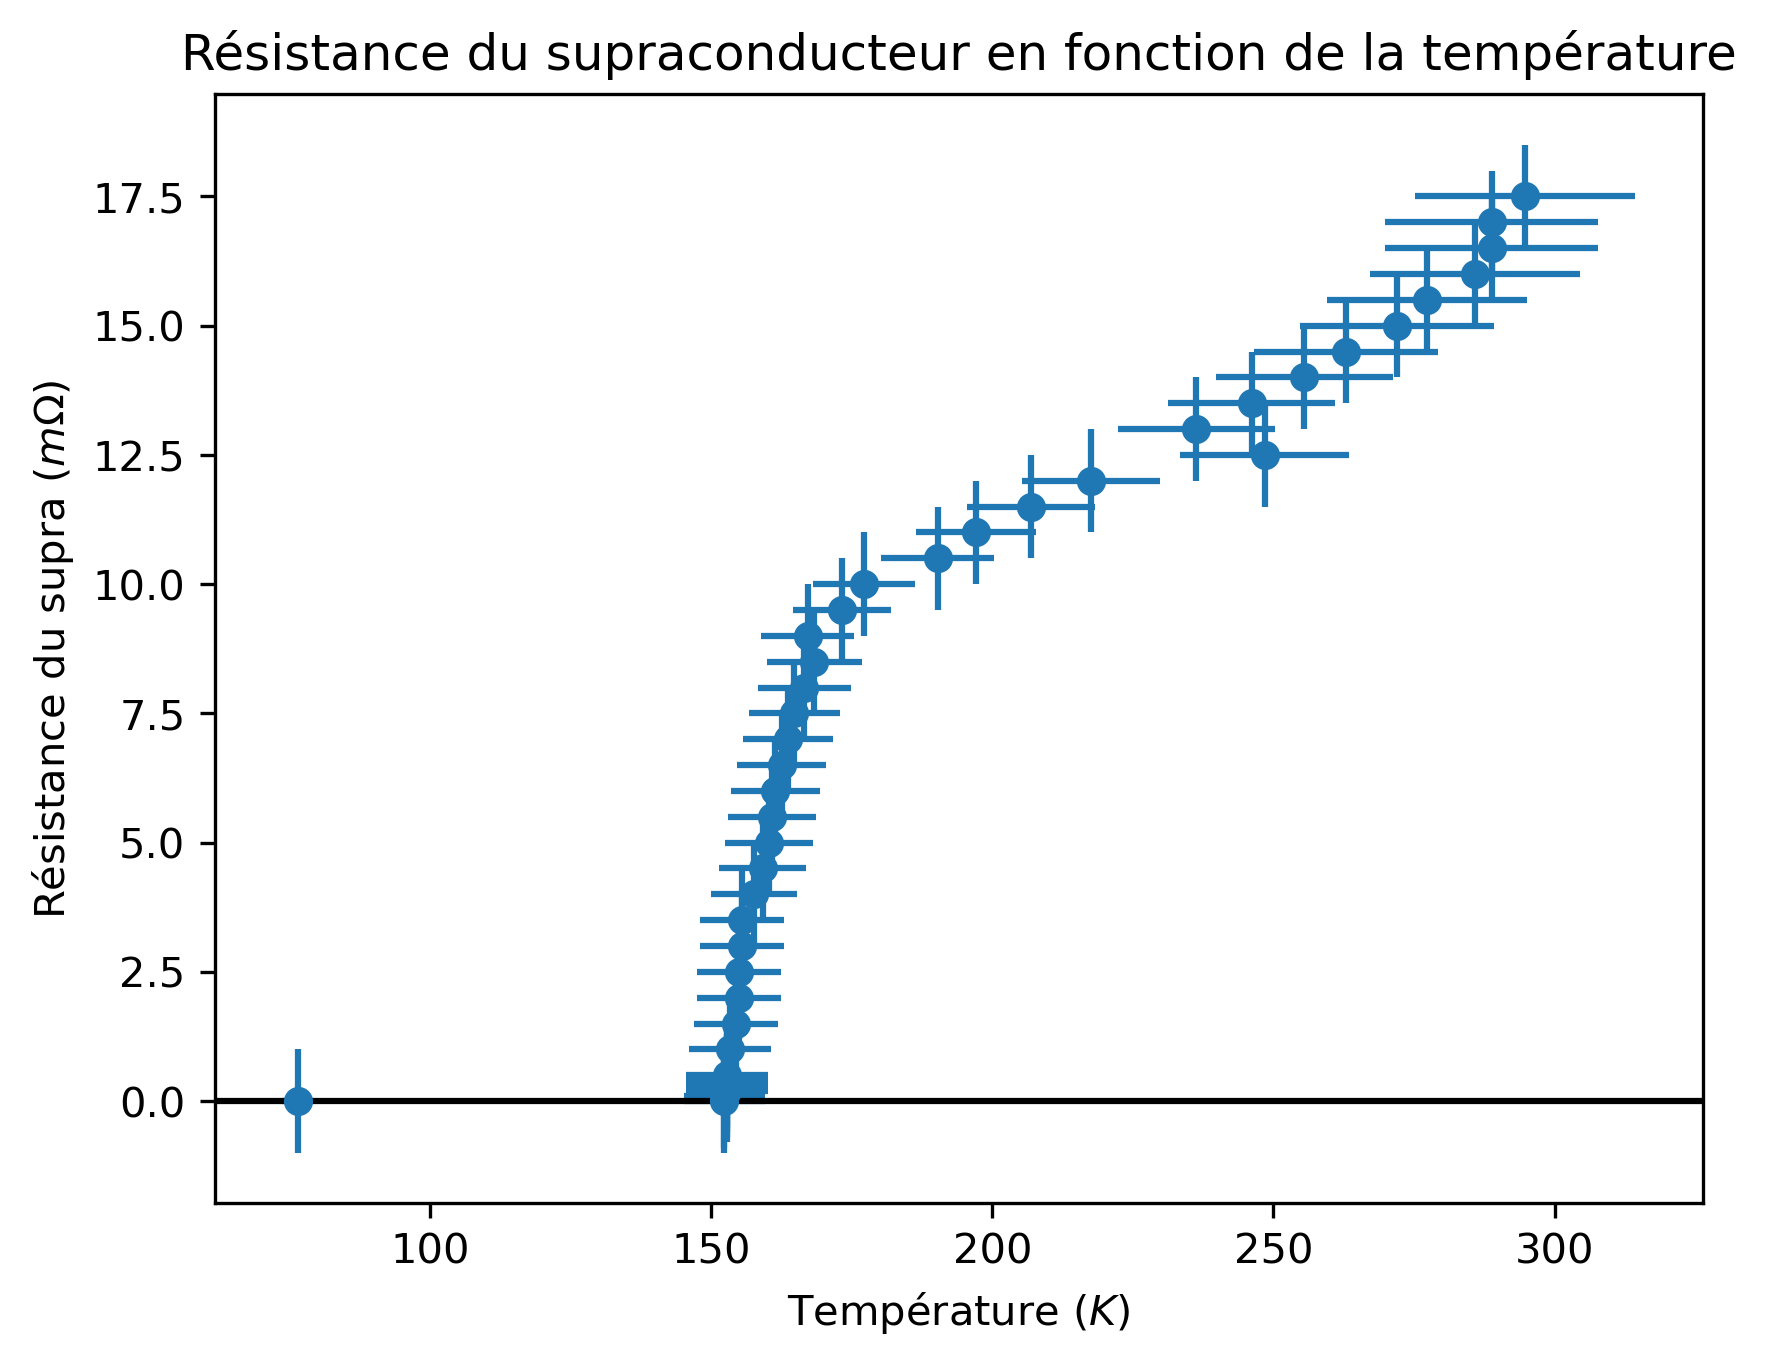 Résistance du supraconducteur en fonction de la température
Résistance du supra (mΩ)
17.5
15.0
12.5
10.0
7.5
5.0
2.5
0.0
100 150 200 250 300
Température (K)